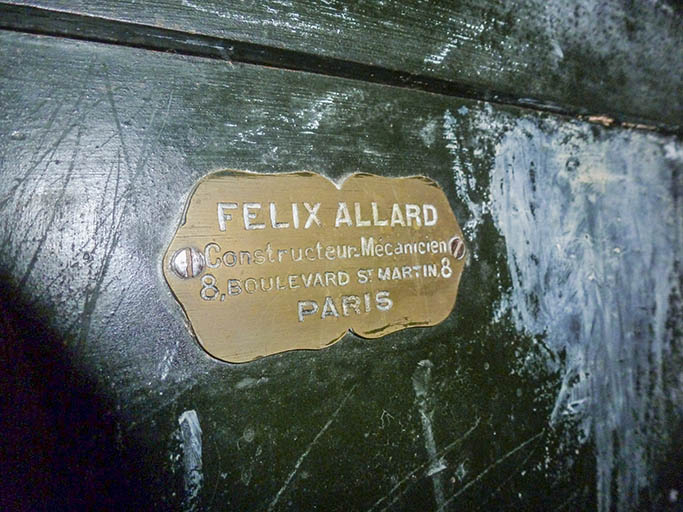 FELIX ALLARD
Constructeur-Mécanicien
8, BOULEVARD ST MARTIN.8
PARIS